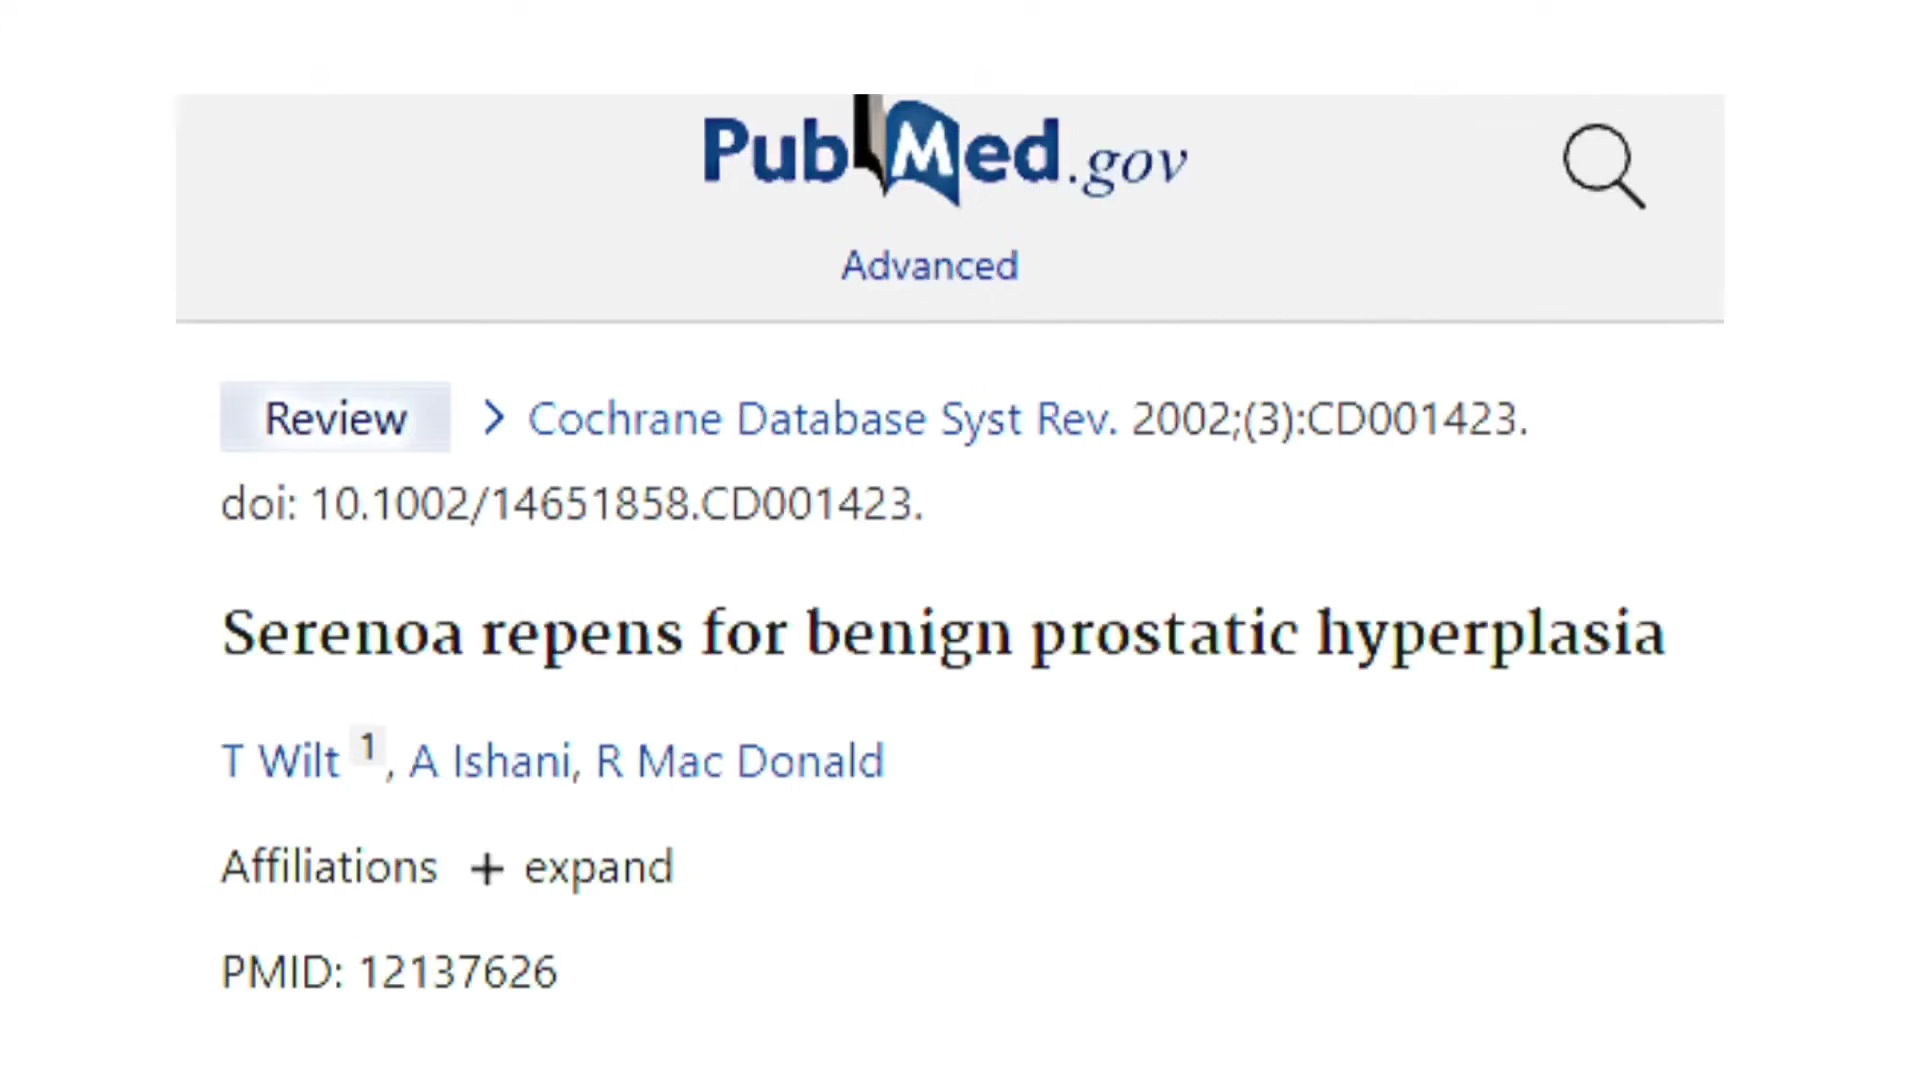 PubMed.gov
Advanced
Review > Cochrane Database Syst Rev. 2002;(3):CD001423.
doi: 10.1002/14651858.CD001423.
Serenoa repens for benign prostatic hyperplasia
T Wilt 1, A Ishani, R Mac Donald
Affiliations + expand
PMID: 12137626